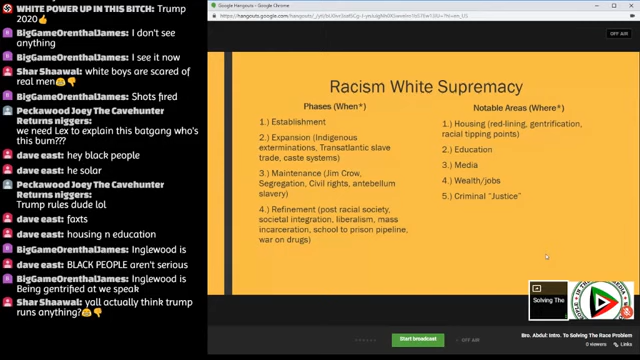 WHITE POWER UP IN THIS BITCH: Trump
2020
BigGameOrenthalJames: I don't see
anything
BigGameOrenthalJames: I see it now
Shar Shaawal: white boys are scared of
real men
BigGameOrenthalJames: Shots fired
Peckawood Joey The Cavehunter
Returns niggers:
we need Lex to explain this batgang who's
this bum???
dave east: hey black people
dave east: he solar
Peckawood Joey The Cavehunter
Returns niggers:
Trump rules dude lol
dave east: faxts
dave east: housing n education
BigGameOrenthalJames: Inglewood is
dave east: BLACK PEOPLE aren't serious
BigGameOrenthalJames: Inglewood is
Being gentrified at we speak
Shar Shaawal: yall actually think trump
runs anything?
Google Hangouts - Google Chrome
OFF AIR
Racism White Supremacy
Phases (When*)
1.) Establishment
2.) Expansion (Indigenous
exterminations, Transatlantic slave
trade, caste systems)
3.) Maintenance (Jim Crow,
Segregation, Civil rights, antebellum
slavery)
4.) Refinement (post racial society,
societal integration, liberalism, mass
incarceration, school to prison pipeline,
war on drugs)
Notable Areas (Where*)
1.) Housing (red-lining, gentrification,
racial tipping points)
2.) Education
3.) Media
4.) Wealth/jobs
5.) Criminal "Justice"
Solving The
Start broadcast
OFF AIR
Bro. Abdul: Intro. To Solving The Race Problem
0 viewers
Links